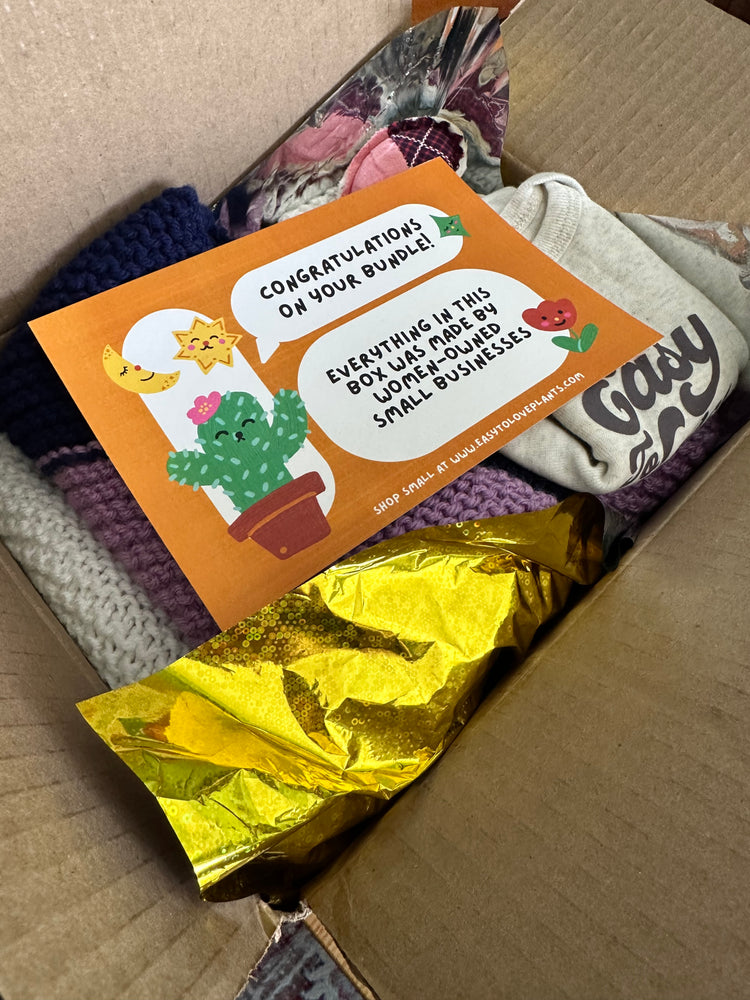 CONGRATULATIONS
ON YOUR BUNDLE!
EVERYTHING IN THIS
BOX WAS MADE BY
WOMEN-OWNED
SMALL BUSINESSES
SHOP SMALL AT WWW.EASYTOLOVEPLANTS.COM
Easy